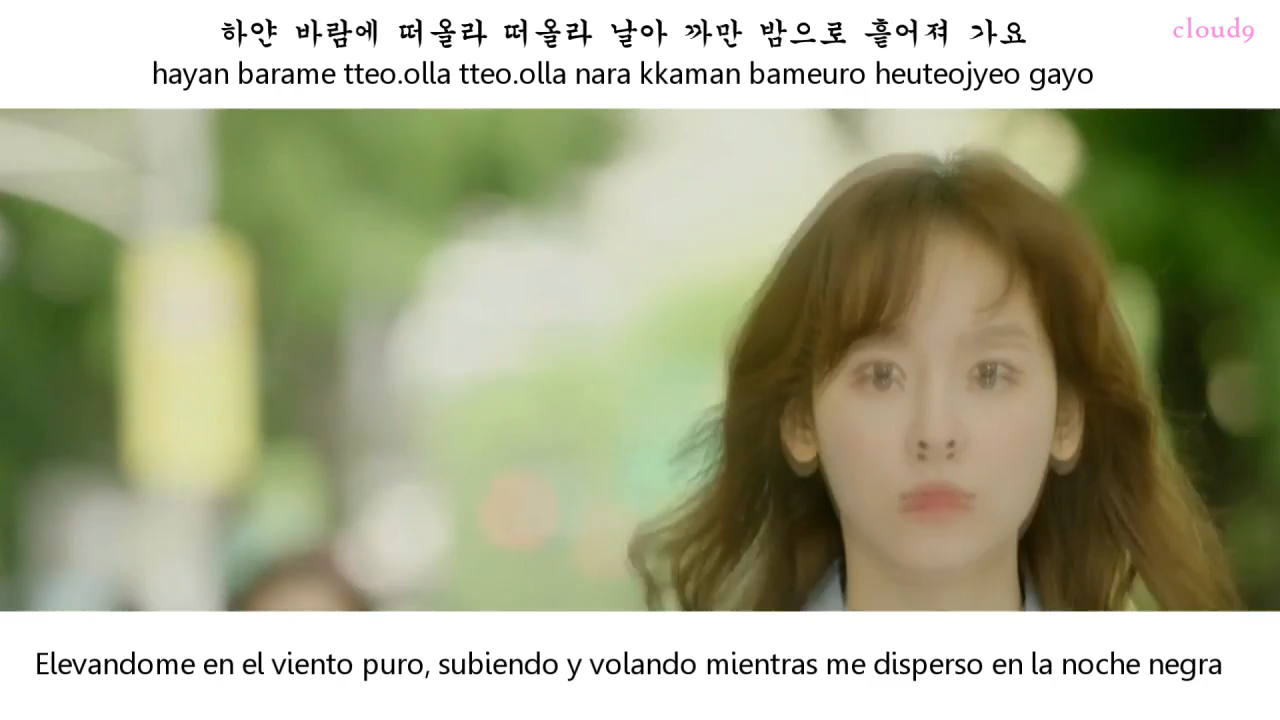 하얀 바람에 떠올라 떠올라 날아 까만 밤으로 흩어져 가요
cloud9
hayan barame tteo.olla tteo.olla nara kkaman bameuro heuteojyeo gayo
Elevandome en el viento puro, subiendo y volando mientras me disperso en la noche negra